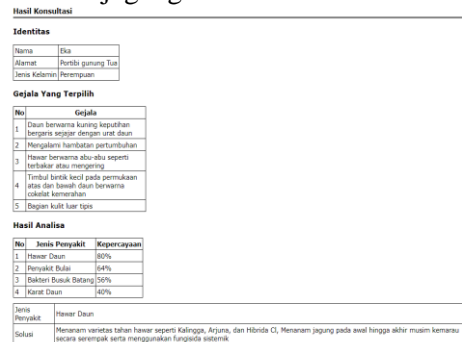 Hasil Konsultasi
Identitas
Nama Eka
Alamat Portibi gunung Tua
Jenis Kelamin Perempuan
Gejala Yang Terpilih
No Gejala
1 Daun berwarna kuning keputihan
bergaris sejajar dengan urat daun
2 Mengalami hambatan pertumbuhan
3 Hawar berwarna abu-abu seperti
terbakar atau mengering
4 Timbul bintik kecil pada permukaan
atas dan bawah daun berwarna
cokelat kemerahan
5 Bagian kulit luar tipis
Hasil Analisa
No Jenis Penyakit Kepercayaan
1 Hawar Daun 80%
2 Penyakit Bulai 64%
3 Bakteri Busuk Batang 56%
4 Karat Daun 40%
Jenis
Penyakit Hawar Daun
Solusi Menanam varietas tahan hawar seperti Kalingga, Arjuna, dan Hibrida CI, Menanam jagung pada awal hingga akhir musim kemarau
secara serempak serta menggunakan fungisida sistemik